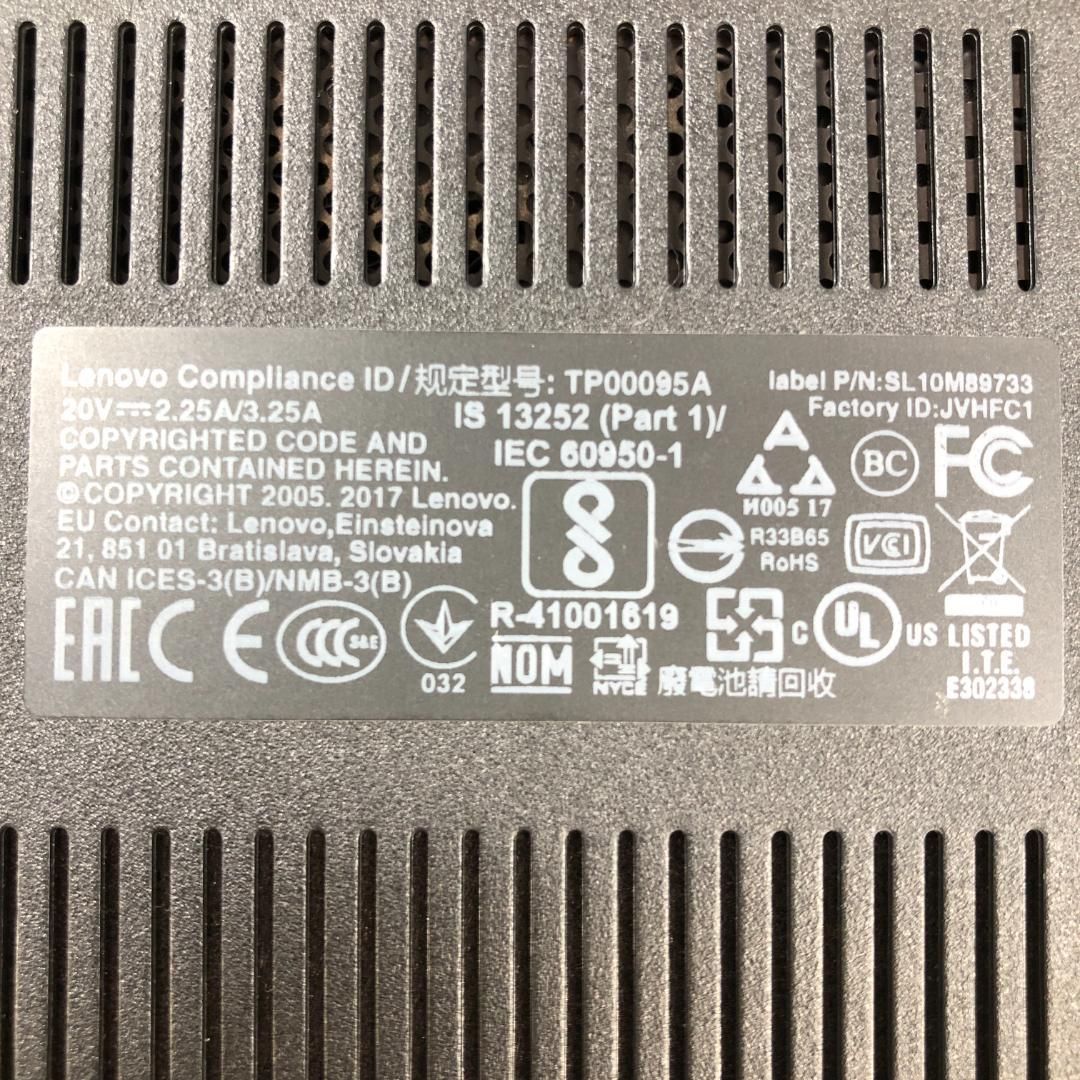 Lenovo Compliance ID/规定型号: TP00095A
label P/N:SL10M89733
20V⎓2.25A/3.25A
IS 13252 (Part 1)/
IEC 60950-1
Factory ID:JVHFC1
COPYRIGHTED CODE AND
PARTS CONTAINED HEREIN.
©COPYRIGHT 2005. 2017 Lenovo.
EU Contact: Lenovo,Einsteinova
21, 851 01 Bratislava, Slovakia
CAN ICES-3(B)/NMB-3(B)
R-41001619
И005 17
BC
FC
R33B65
RoHS
VCCI
EAC
CE
CCC
S&E
032
NOM
NYCE
廢電池請回收
C UL US LISTED
I.T.E.
E302338